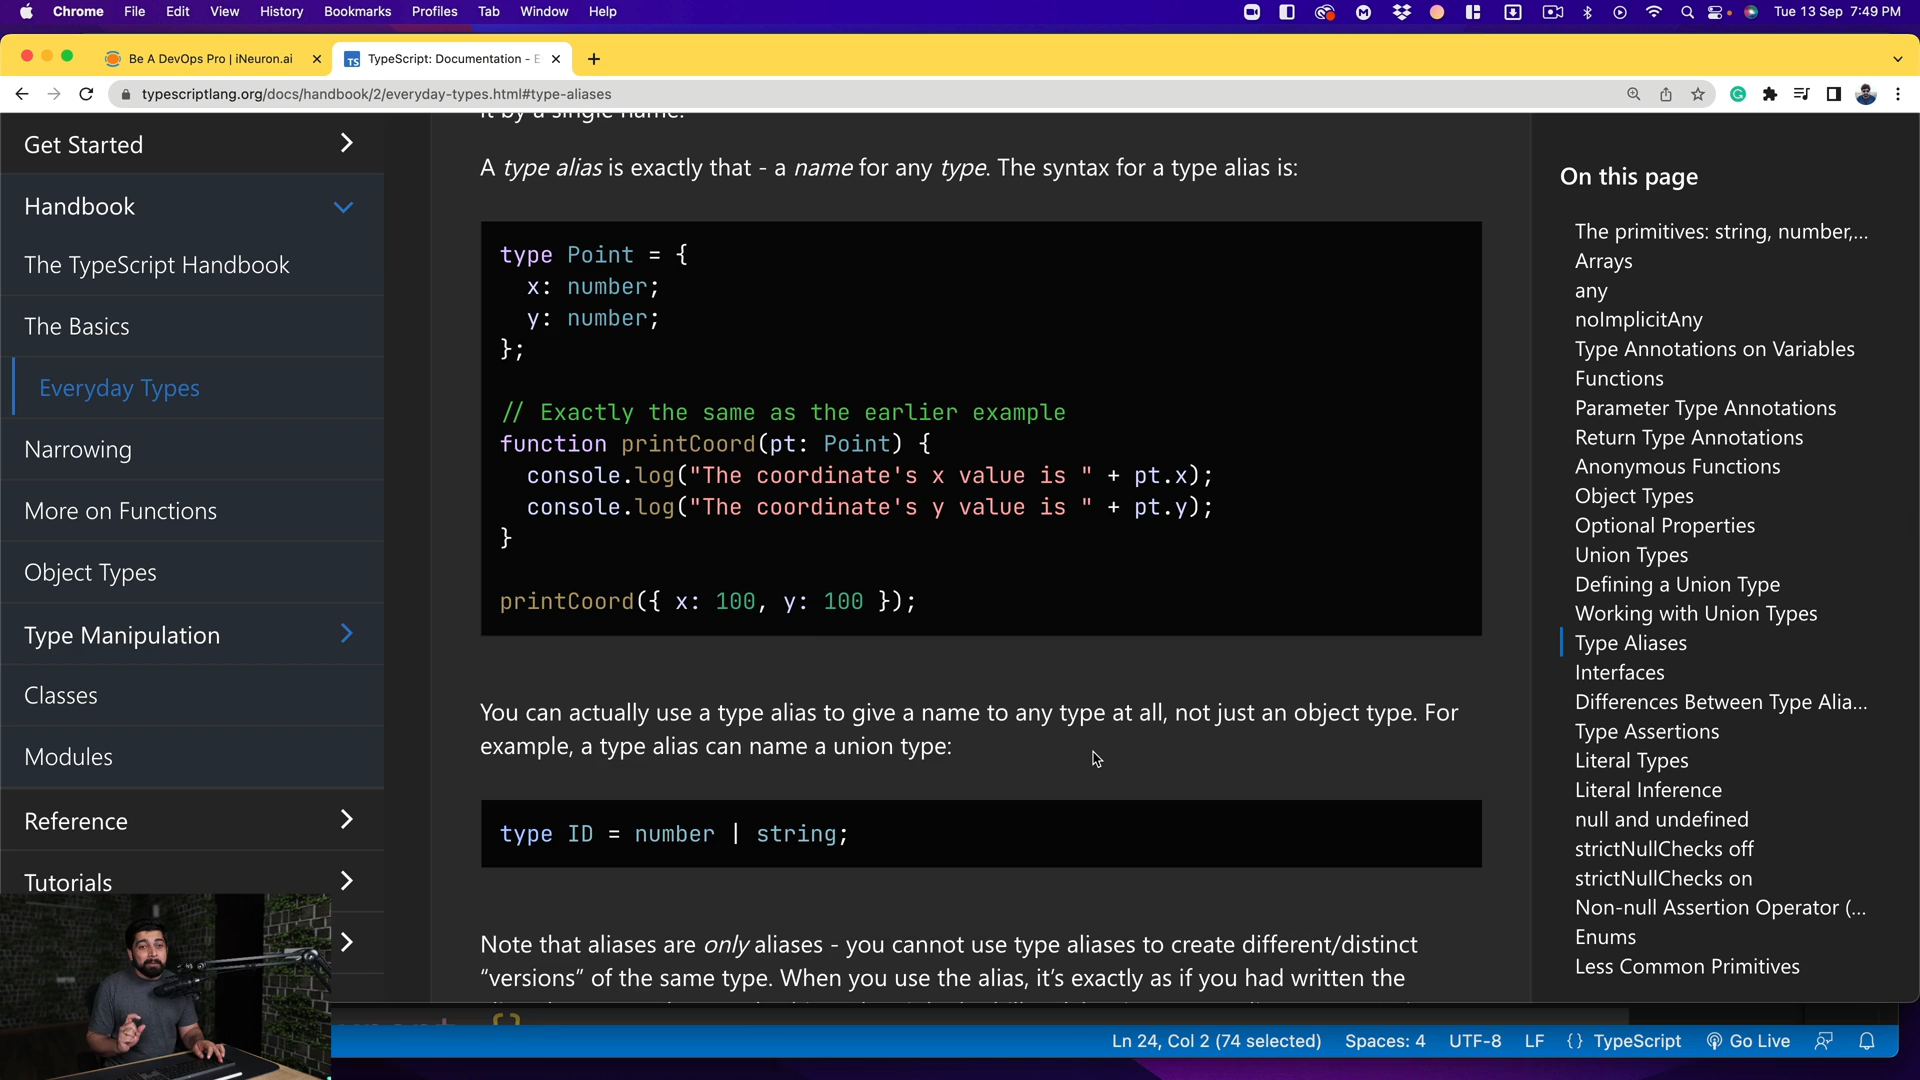 Chrome File Edit View History Bookmarks Profiles Tab Window Help Tue 13 Sep 7:49 PM
Be A DevOps Pro | iNeuron.ai
TypeScript: Documentation - E
typescriptlang.org/docs/handbook/2/everyday-types.html#type-aliases
Get Started
Handbook
The TypeScript Handbook
The Basics
Everyday Types
Narrowing
More on Functions
Object Types
Type Manipulation
Classes
Modules
Reference
Tutorials
it by a single name.
A type alias is exactly that - a name for any type. The syntax for a type alias is:
type Point = {
x: number;
y: number;
};
// Exactly the same as the earlier example
function printCoord(pt: Point) {
console.log("The coordinate's x value is " + pt.x);
console.log("The coordinate's y value is " + pt.y);
}
printCoord({ x: 100, y: 100 });
You can actually use a type alias to give a name to any type at all, not just an object type. For
example, a type alias can name a union type:
type ID = number | string;
Note that aliases are only aliases - you cannot use type aliases to create different/distinct
“versions” of the same type. When you use the alias, it’s exactly as if you had written the
On this page
The primitives: string, number,...
Arrays
any
noImplicitAny
Type Annotations on Variables
Functions
Parameter Type Annotations
Return Type Annotations
Anonymous Functions
Object Types
Optional Properties
Union Types
Defining a Union Type
Working with Union Types
Type Aliases
Interfaces
Differences Between Type Alia...
Type Assertions
Literal Types
Literal Inference
null and undefined
strictNullChecks off
strictNullChecks on
Non-null Assertion Operator (...
Enums
Less Common Primitives
Ln 24, Col 2 (74 selected) Spaces: 4 UTF-8 LF {} TypeScript Go Live